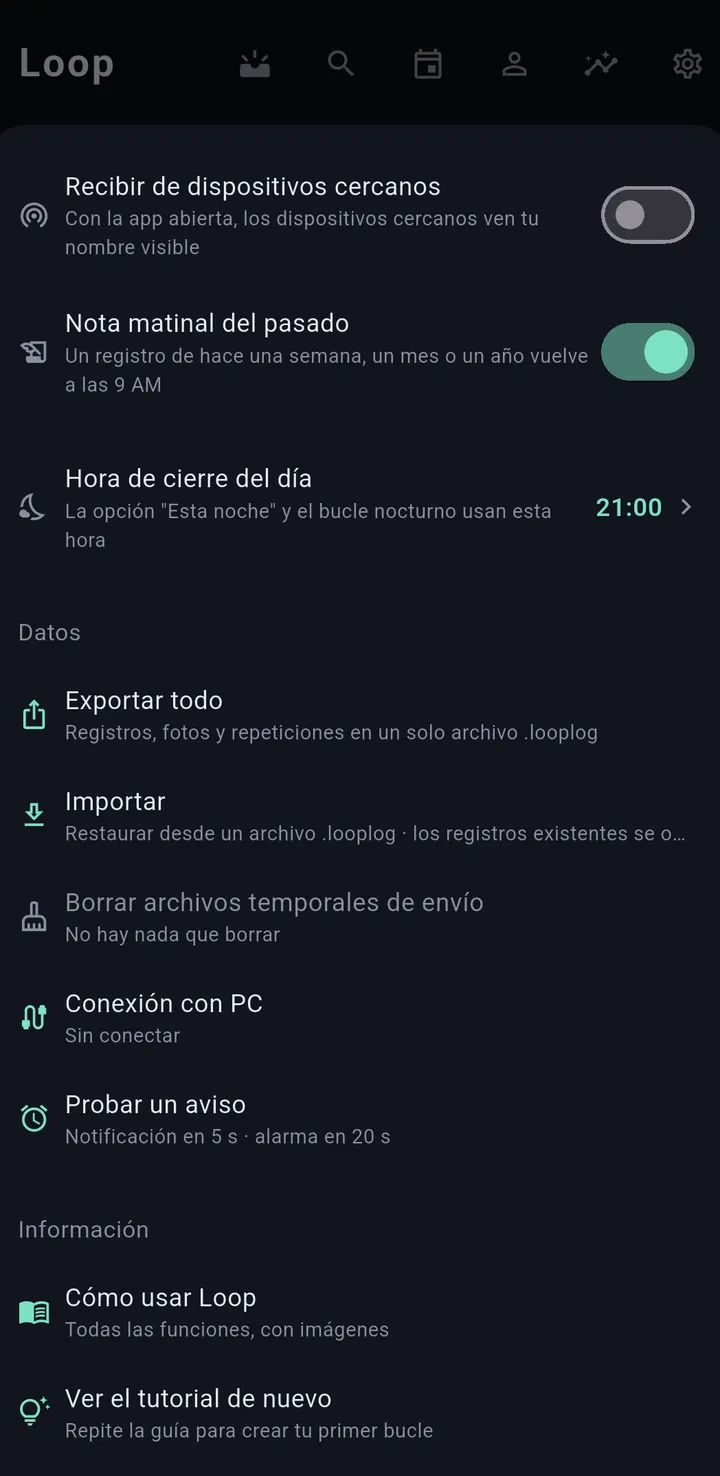 Loop
Recibir de dispositivos cercanos
Con la app abierta, los dispositivos cercanos ven tu
nombre visible
Nota matinal del pasado
Un registro de hace una semana, un mes o un año vuelve
a las 9 AM
Hora de cierre del día
La opción "Esta noche" y el bucle nocturno usan esta
hora
21:00
Datos
Exportar todo
Registros, fotos y repeticiones en un solo archivo .looplog
Importar
Restaurar desde un archivo .looplog · los registros existentes se o…
Borrar archivos temporales de envío
No hay nada que borrar
Conexión con PC
Sin conectar
Probar un aviso
Notificación en 5 s · alarma en 20 s
Información
Cómo usar Loop
Todas las funciones, con imágenes
Ver el tutorial de nuevo
Repite la guía para crear tu primer bucle